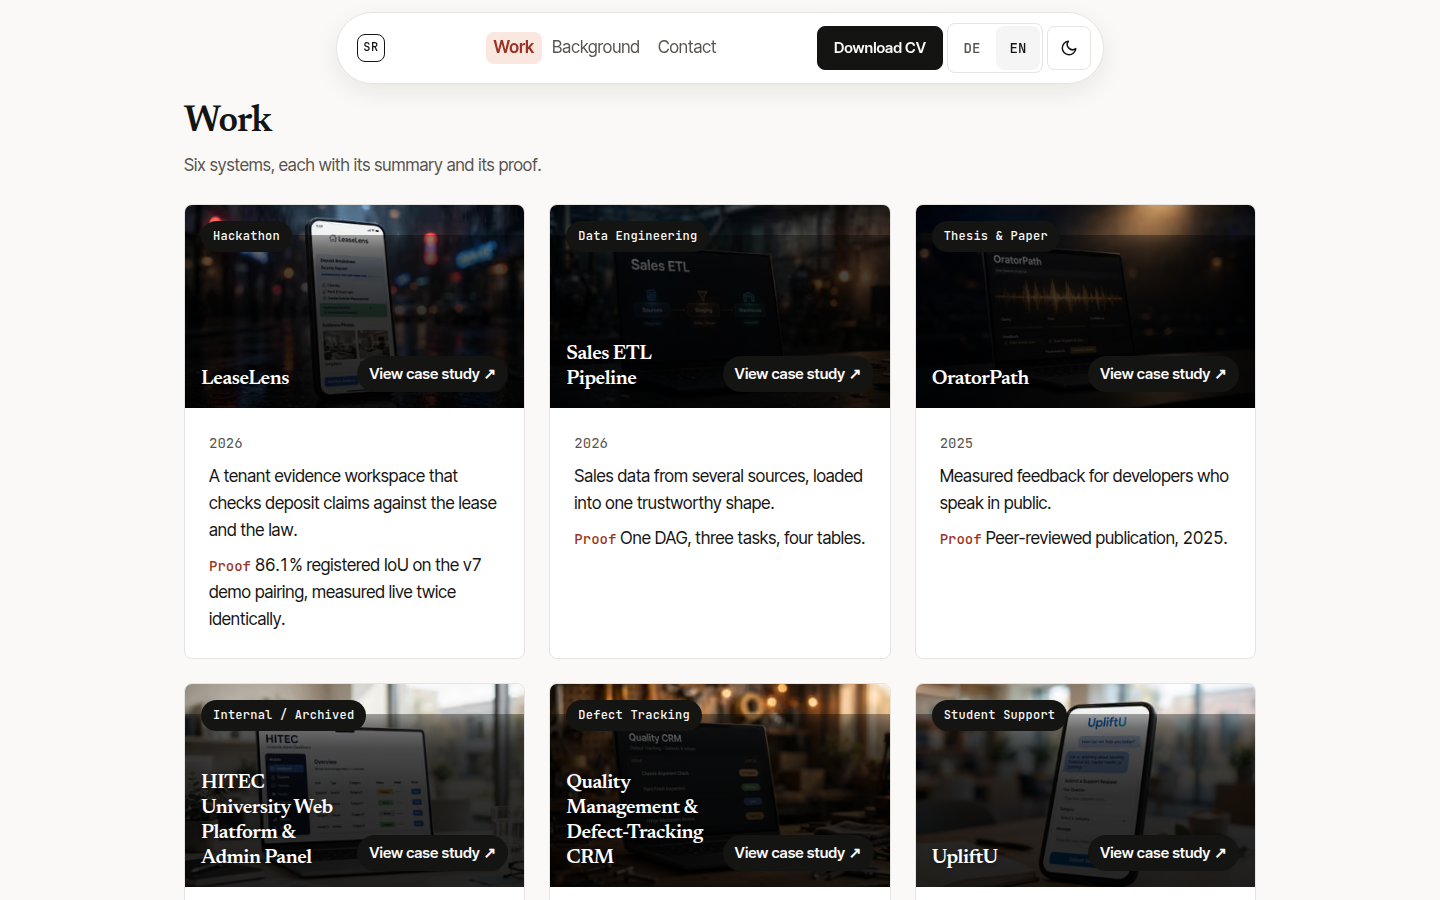 SR
Work
Background
Contact
Download CV
DE
EN
Work
Six systems, each with its summary and its proof.
Hackathon
LeaseLens
LeaseLens
View case study ↗
2026
A tenant evidence workspace that
checks deposit claims against the lease
and the law.
Proof 86.1% registered IoU on the v7
demo pairing, measured live twice
identically.
Data Engineering
Sales ETL
Sales ETL
Pipeline
View case study ↗
2026
Sales data from several sources, loaded
into one trustworthy shape.
Proof One DAG, three tasks, four tables.
Thesis & Paper
OratorPath
OratorPath
View case study ↗
2025
Measured feedback for developers who
speak in public.
Proof Peer-reviewed publication, 2025.
Internal / Archived
HITEC
Overview
HITEC
University Web
Platform &
Admin Panel
View case study ↗
Defect Tracking
Quality CRM
Quality
Management &
Defect-Tracking
CRM
View case study ↗
Student Support
UpliftU
UpliftU
View case study ↗